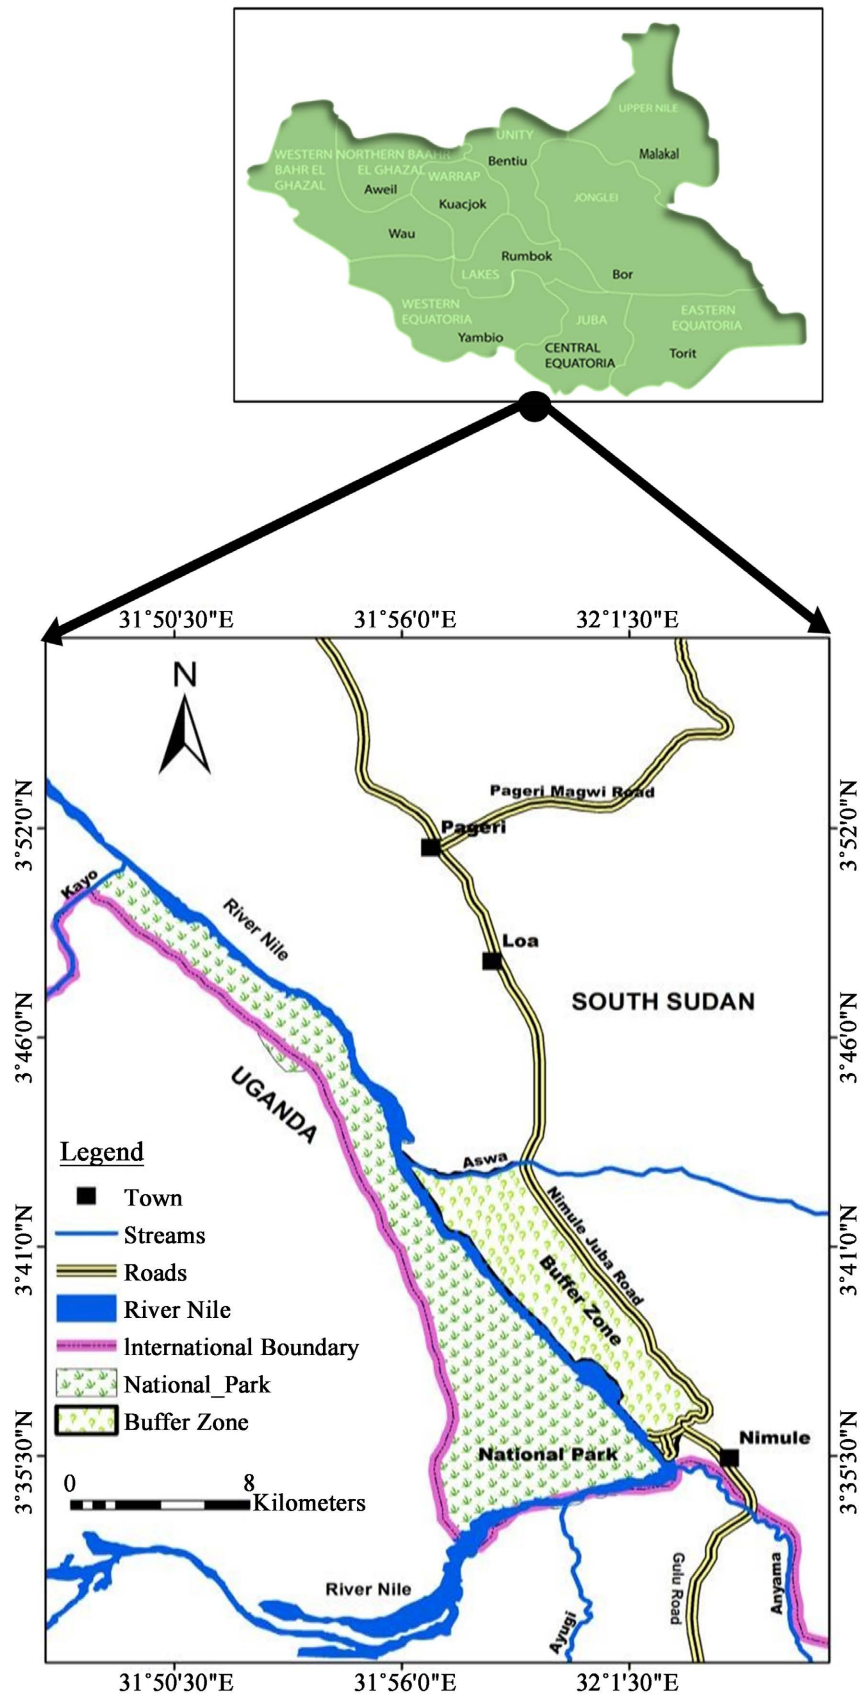 UPPER NILE
UNITY
WESTERN
BAHR EL
GHAZAL
NORTHERN BAAHR
EL GHAZAL
Malakal
Bentiu
WARRAP
Aweil
Kuacjok
JONGLEI
Wau
Rumbok
LAKES
Bor
WESTERN
EQUATORIA
JUBA
EASTERN
EQUATORIA
Yambio
CENTRAL
EQUATORIA
Torit
31°50'30"E
31°56'0"E
32°1'30"E
N
Pageri Magwi Road
3°52'0"N
Pageri
3°52'0"N
Kayo
River Nile
Loa
SOUTH SUDAN
3°46'0"N
3°46'0"N
UGANDA
Legend
Aswa
Town
Nimule Juba Road
Streams
3°41'0"N
Buffer Zone
3°41'0"N
Roads
River Nile
International Boundary
National_Park
Buffer Zone
3°35'30"N
National Park
Nimule
3°35'30"N
0
8
Kilometers
River Nile
Gulu Road
Anyama
Ayugi
31°50'30"E
31°56'0"E
32°1'30"E